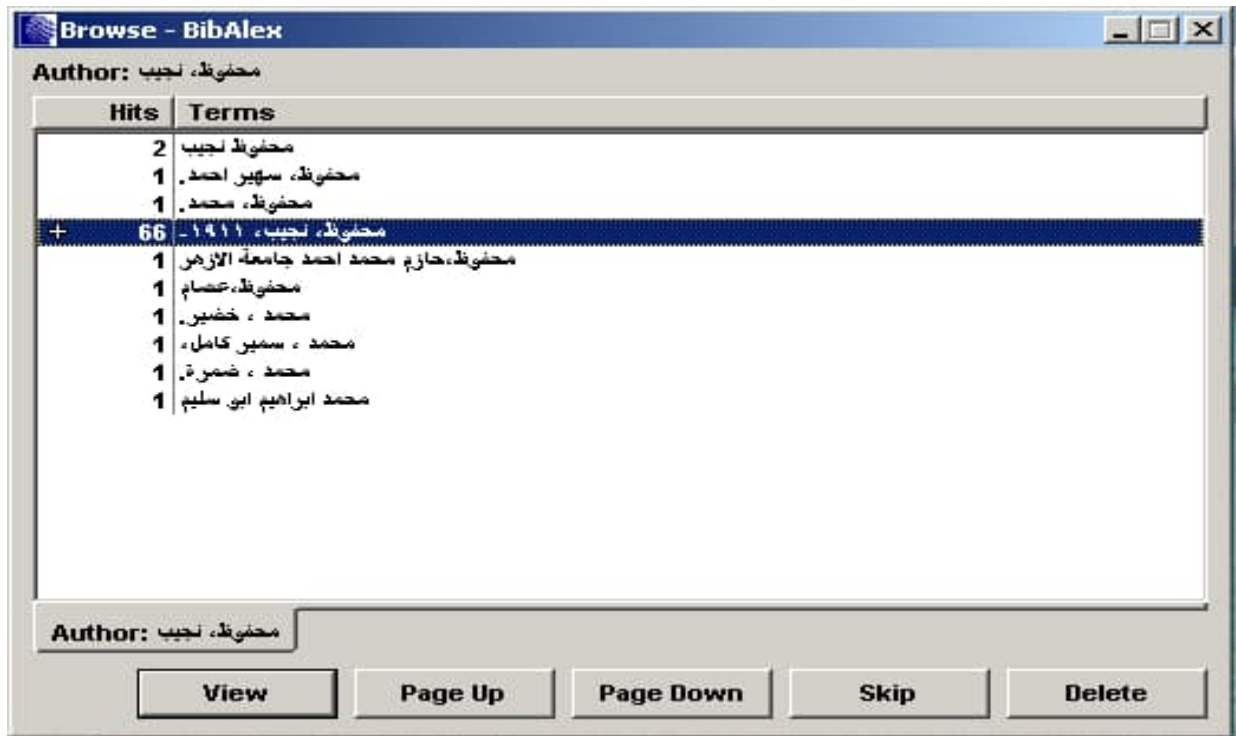 Browse - BibAlex
Author: محفوظ، نجيب
Hits Terms
2 محفوظ نجيب
1 محفوظ، سهير احمد.
1 محفوظ، محمد.
+ 66 محفوظ، نجيب، ١٩١١-
1 محفوظ،حازم محمد احمد جامعة الازهر
1 محفوظ،عصام
1 محمد ، خضير.
1 محمد ، سمير كامل،
1 محمد ، ضمرة.
1 محمد ابراهيم ابو سليم
Author: محفوظ، نجيب
View Page Up Page Down Skip Delete